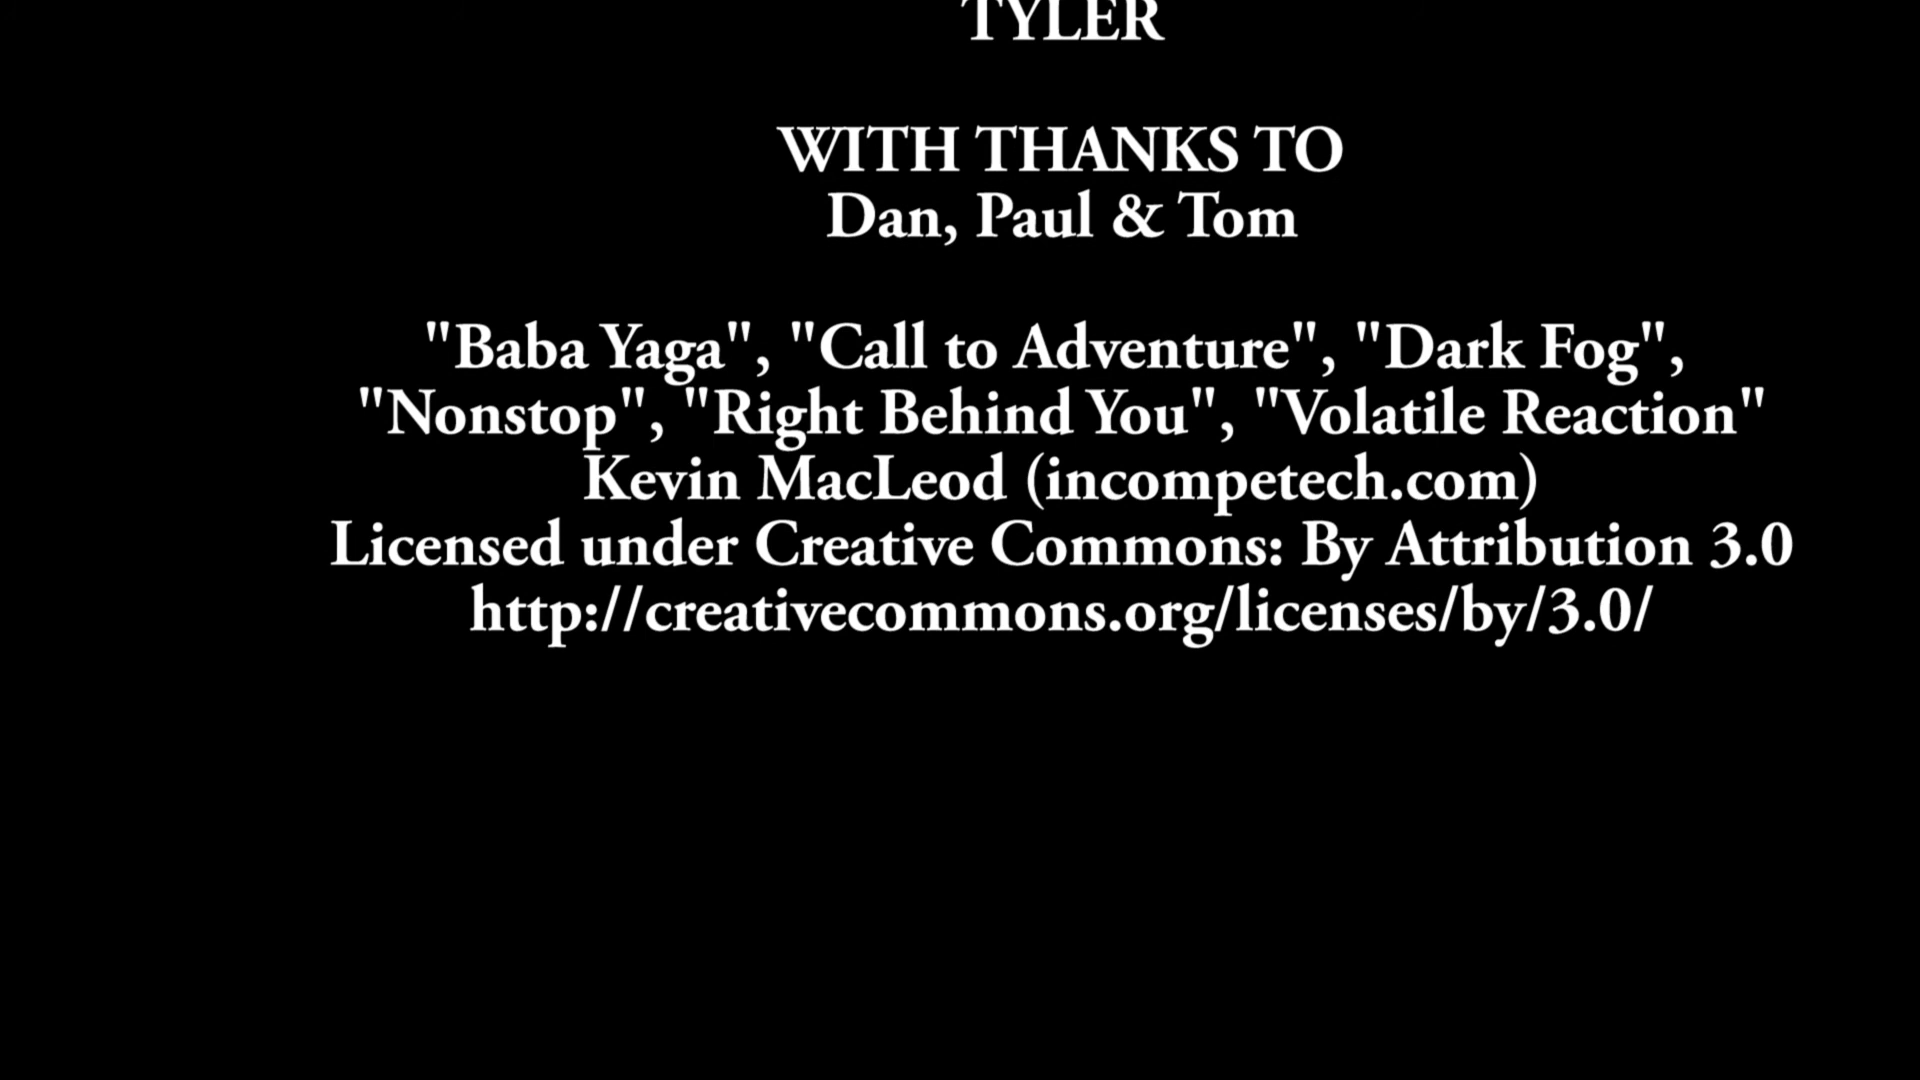 TYLER
WITH THANKS TO
Dan, Paul & Tom
"Baba Yaga", "Call to Adventure", "Dark Fog",
"Nonstop", "Right Behind You", "Volatile Reaction"
Kevin MacLeod (incompetech.com)
Licensed under Creative Commons: By Attribution 3.0
http://creativecommons.org/licenses/by/3.0/